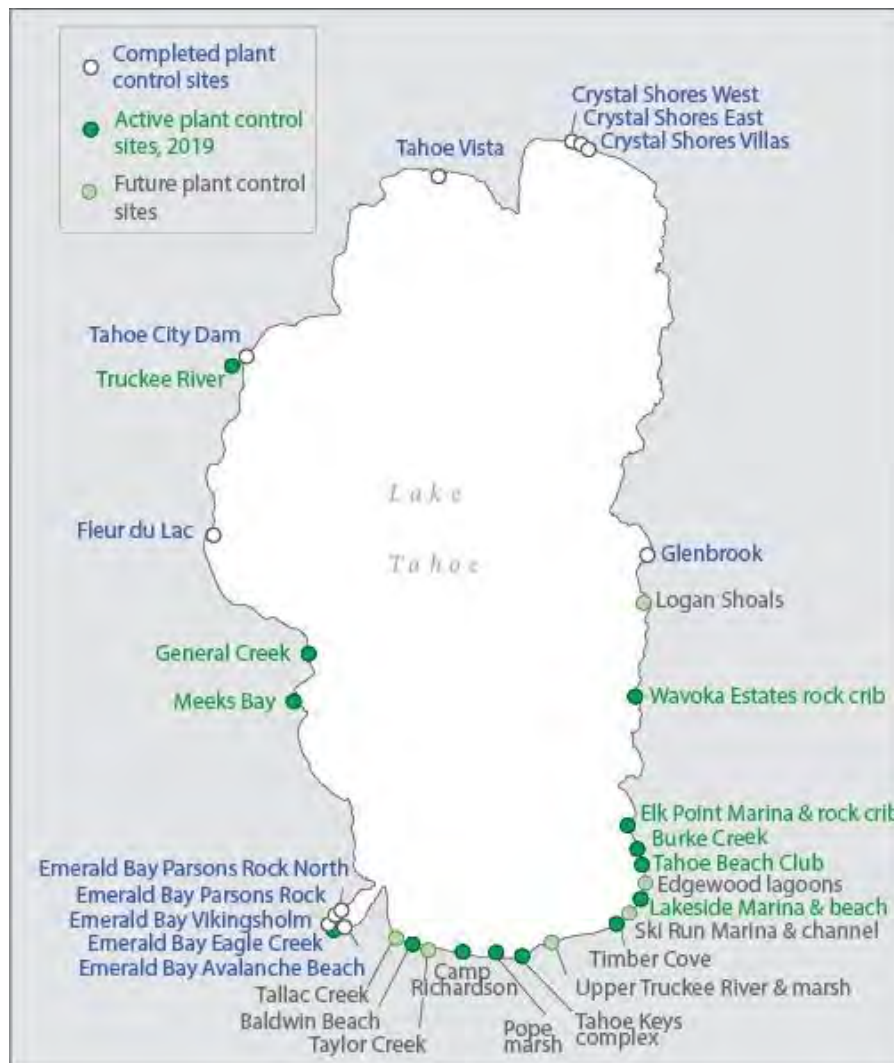 Completed plant
control sites
Active plant control
sites, 2019
Future plant control
sites
Crystal Shores West
Crystal Shores East
Crystal Shores Villas
Tahoe Vista
Tahoe City Dam
Truckee River
Lake
Tahoe
Fleur du Lac
Glenbrook
Logan Shoals
General Creek
Meeks Bay
Wavoka Estates rock crib
Elk Point Marina & rock crib
Burke Creek
Tahoe Beach Club
Edgewood lagoons
Lakeside Marina & beach
Ski Run Marina & channel
Timber Cove
Upper Truckee River & marsh
Emerald Bay Parsons Rock North
Emerald Bay Parsons Rock
Emerald Bay Vikingsholm
Emerald Bay Eagle Creek
Emerald Bay Avalanche Beach
Tallac Creek
Baldwin Beach
Taylor Creek
Camp
Richardson
Pope
marsh
Tahoe Keys
complex